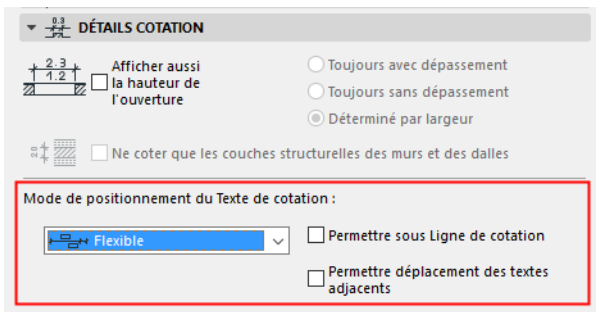 0.3
DÉTAILS COTATION
2.3
1.2
Afficher aussi
la hauteur de
l'ouverture
Toujours avec dépassement
Toujours sans dépassement
Déterminé par largeur
Ne coter que les couches structurelles des murs et des dalles
Mode de positionnement du Texte de cotation :
Flexible
Permettre sous Ligne de cotation
Permettre déplacement des textes
adjacents